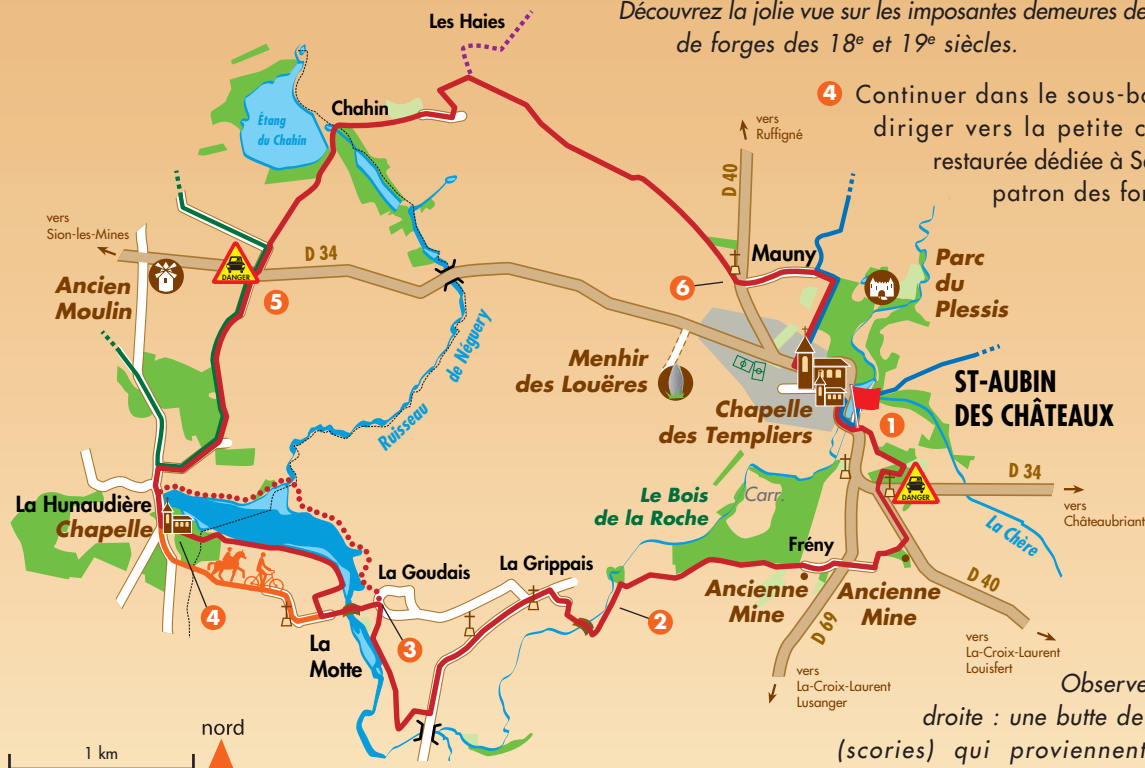 Découvrez la jolie vue sur les imposantes demeures de
de forges des 18e et 19e siècles.
4 Continuer dans le sous-bo
diriger vers la petite c
restaurée dédiée à S
patron des for
Les Haies
Chahin
Étang
du Chahin
vers
Ruffigné
D 40
vers
Sion-les-Mines
D 34
DANGER
5
Ancien
Moulin
Mauny
6
Parc
du
Plessis
Ruisseau
de Néguery
Menhir
des Louëres
Chapelle
des Templiers
ST-AUBIN
DES CHÂTEAUX
1
DANGER
D 34
vers
Châteaubriant
La Chère
Le Bois
de la Roche
Carr.
La Hunaudière
Chapelle
4
La Goudais
La Grippais
Frény
Ancienne
Mine
Ancienne
Mine
2
3
La
Motte
D 69
D 40
vers
La-Croix-Laurent
Louisfert
vers
La-Croix-Laurent
Lusanger
Observe
droite : une butte de
(scories) qui proviennent
nord
1 km